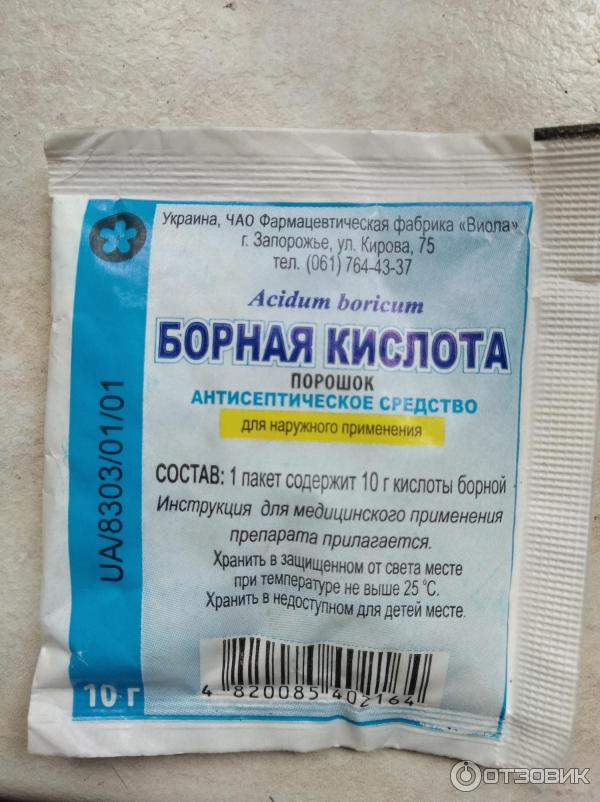 Украина, ЧАО Фармацевтическая фабрика «Виола»
г. Запорожье, ул. Кирова, 75
тел. (061) 764-43-37
Acidum boricum
БОРНАЯ КИСЛОТА
ПОРОШОК
АНТИСЕПТИЧЕСКОЕ СРЕДСТВО
для наружного применения
СОСТАВ: 1 пакет содержит 10 г кислоты борной
Инструкция для медицинского применения
препарата прилагается.
Хранить в защищенном от света месте
при температуре не выше 25 °С.
Хранить в недоступном для детей месте.
UA/8303/01/01
10 г
4 820085 402164
ОТЗОВИК